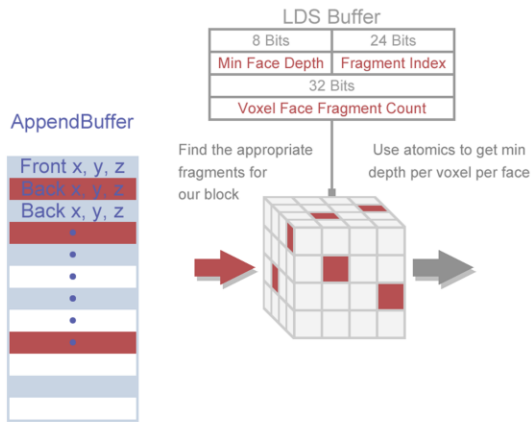 LDS Buffer
8 Bits
24 Bits
Min Face Depth
Fragment Index
32 Bits
Voxel Face Fragment Count
AppendBuffer
Front x, y, z
Back x, y, z
Back x, y, z
Find the appropriate
fragments for
our block
Use atomics to get min
depth per voxel per face